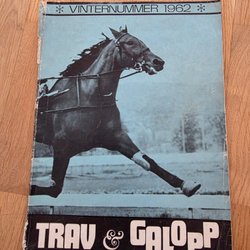 * VINTERNUMMER 1962 *
TRAV & GALOPP